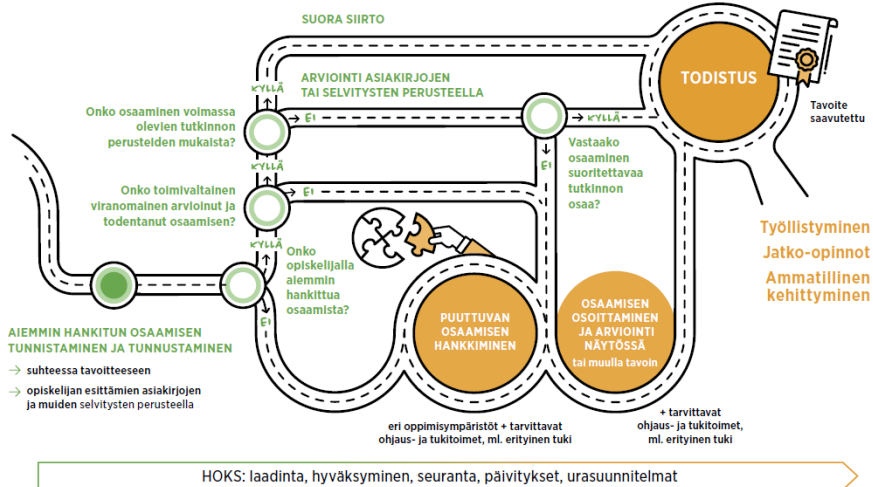 SUORA SIIRTO
ARVIOINTI ASIAKIRJOJEN
TAI SELVITYSTEN PERUSTEELLA
KYLLÄ
Onko osaaminen voimassa
olevien tutkinnon
perusteiden mukaista?
→ EI
→ KYLLÄ
TODISTUS
Tavoite
saavutettu
KYLLÄ
EI
Vastaako
osaaminen
suoritettavaa
tutkinnon
osaa?
Onko toimivaltainen
viranomainen
arvioinut ja
todentanut osaamisen?
→ EI
KYLLÄ
Onko
opiskelijalla
aiemmin
hankittua
osaamista?
EI
Työllistyminen
Jatko-opinnot
Ammatillinen
kehittyminen
AIEMMIN HANKITUN OSAAMISEN
TUNNISTAMINEN JA TUNNUSTAMINEN
→ suhteessa tavoitteeseen
→ opiskelijan esittämien asiakirjojen
ja muiden selvitysten perusteella
PUUTTUVAN
OSAAMISEN
HANKKIMINEN
OSAAMISEN
OSOITTAMINEN
JA ARVIOINTI
NÄYTÖSSÄ
tai muulla tavoin
eri oppimisympäristöt + tarvittavat
ohjaus- ja tukitoimet, ml. erityinen tuki
+ tarvittavat
ohjaus- ja tukitoimet,
ml. erityinen tuki
HOKS: laadinta, hyväksyminen, seuranta, päivitykset, urasuunnitelmat